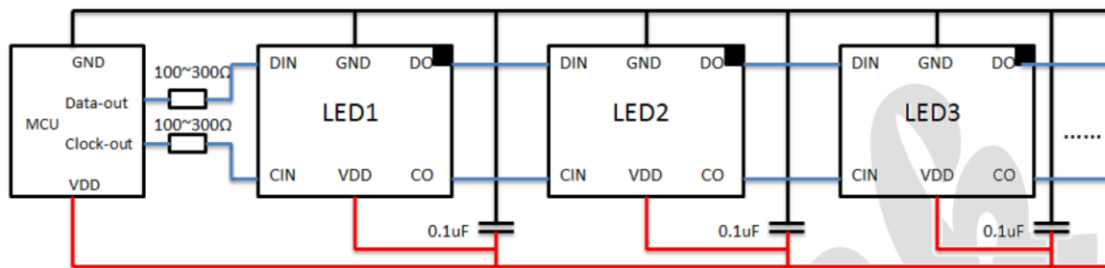 GND
Data-out
MCU
Clock-out
VDD
100~300Ω
100~300Ω
DIN GND DO
LED1
CIN VDD CO
0.1uF
DIN GND DO
LED2
CIN VDD CO
0.1uF
DIN GND DO
LED3
CIN VDD CO
0.1uF
......